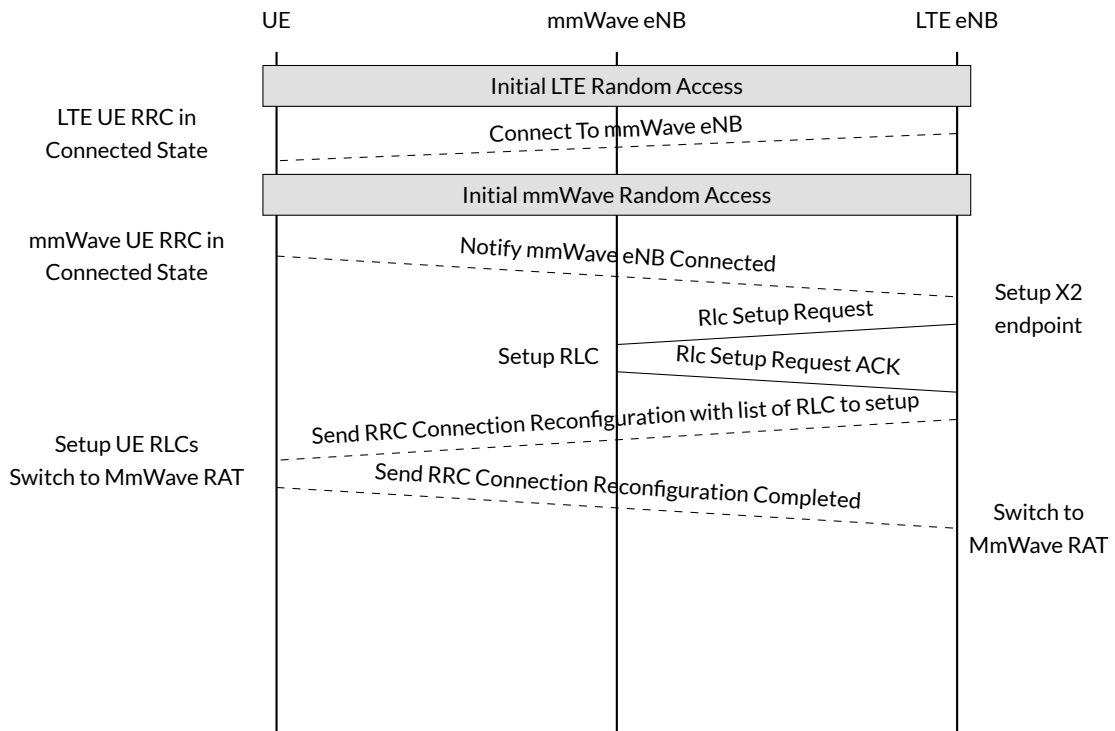 UE
mmWave eNB
LTE eNB
Initial LTE Random Access
LTE UE RRC in
Connected State
Connect To mmWave eNB
Initial mmWave Random Access
mmWave UE RRC in
Connected State
Notify mmWave eNB Connected
Setup X2
endpoint
Rlc Setup Request
Setup RLC
Rlc Setup Request ACK
Send RRC Connection Reconfiguration with list of RLC to setup
Setup UE RLCs
Switch to MmWave RAT
Send RRC Connection Reconfiguration Completed
Switch to
MmWave RAT